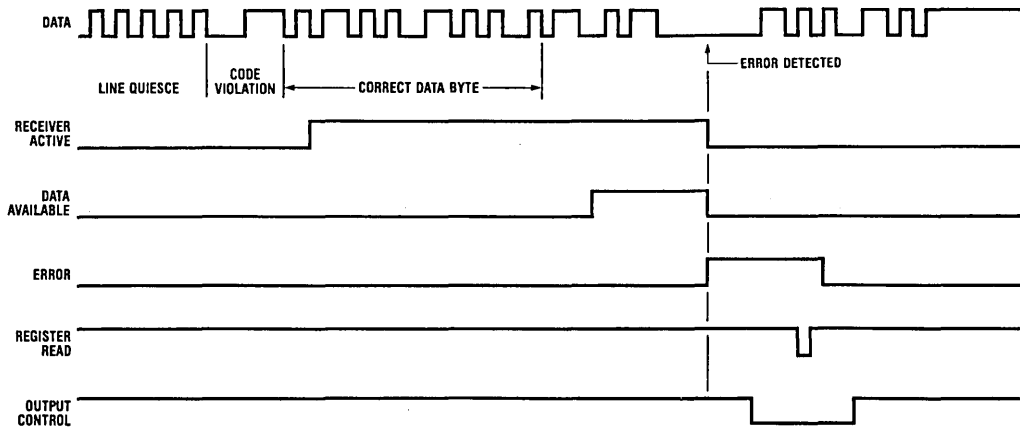 DATA
ERROR DETECTED
LINE QUIESCE
CODE
VIOLATION
CORRECT DATA BYTE
RECEIVER
ACTIVE
DATA
AVAILABLE
ERROR
REGISTER
READ
OUTPUT
CONTROL